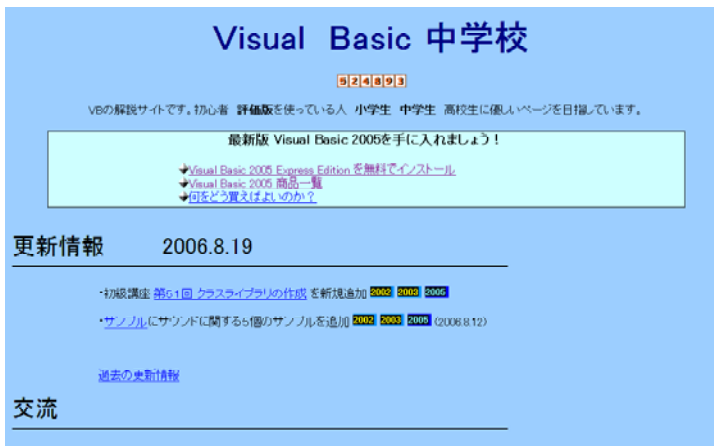 Visual Basic 中学校
524893
VBの解説サイトです。初心者 評価版を使っている人 小学生 中学生 高校生に優しいページを目指しています。
最新版 Visual Basic 2005を手に入れましょう！
Visual Basic 2005 Express Edition を無料でインストール
Visual Basic 2005 商品一覧
何をどう買えばよいのか？
更新情報 2006.8.19
・初級講座 第51回 クラスライブラリの作成 を新規追加 2002 2003 2005
・サンプルにサウンドに関する5個のサンプルを追加 2002 2003 2005 (2006.8.12)
過去の更新情報
交流